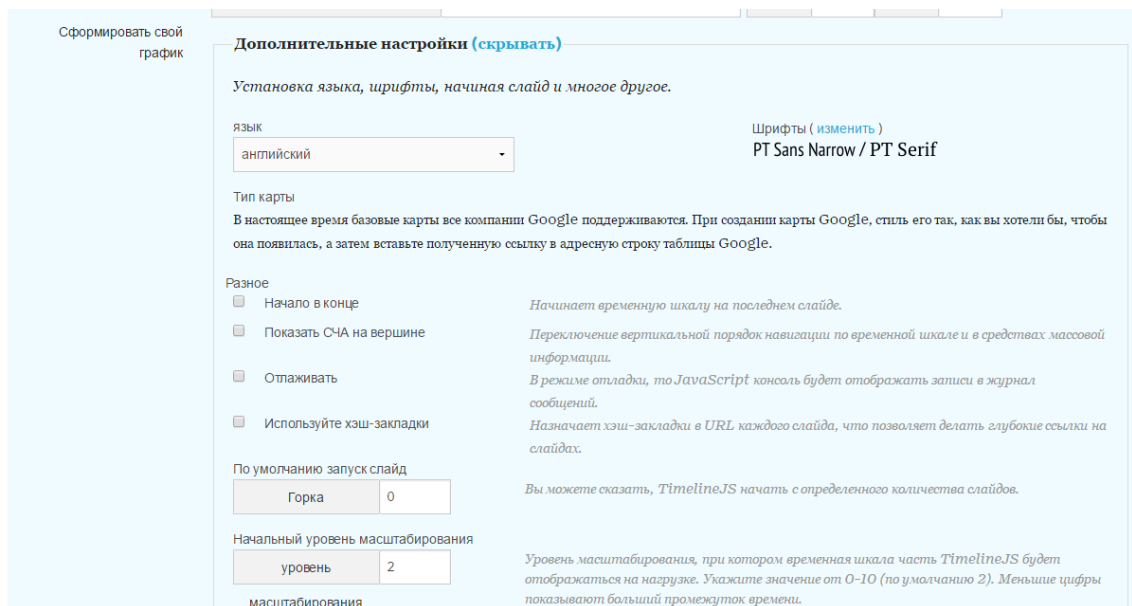 Сформировать свой
график
Дополнительные настройки (скрывать)
Установка языка, шрифты, начиная слайд и многое другое.
язык
английский
Шрифты ( изменить )
PT Sans Narrow / PT Serif
Тип карты
В настоящее время базовые карты все компании Google поддерживаются. При создании карты Google, стиль его так, как вы хотели бы, чтобы
она появилась, а затем вставьте полученную ссылку в адресную строку таблицы Google.
Разное
Начало в конце
Начинает временную шкалу на последнем слайде.
Показать СЧА на вершине
Переключение вертикальной порядок навигации по временной шкале и в средствах массовой
информации.
Отлаживать
В режиме отладки, то JavaScript консоль будет отображать записи в журнал
сообщений.
Используйте хэш-закладки
Назначает хэш-закладки в URL каждого слайда, что позволяет делать глубокие ссылки на
слайдах.
По умолчанию запуск слайд
Горка 0
Вы можете сказать, TimelineJS начать с определенного количества слайдов.
Начальный уровень масштабирования
уровень 2
масштабирования
Уровень масштабирования, при котором временная шкала часть TimelineJS будет
отображаться на нагрузке. Укажите значение от 0-10 (по умолчанию 2). Меньшие цифры
показывают больший промежуток времени.